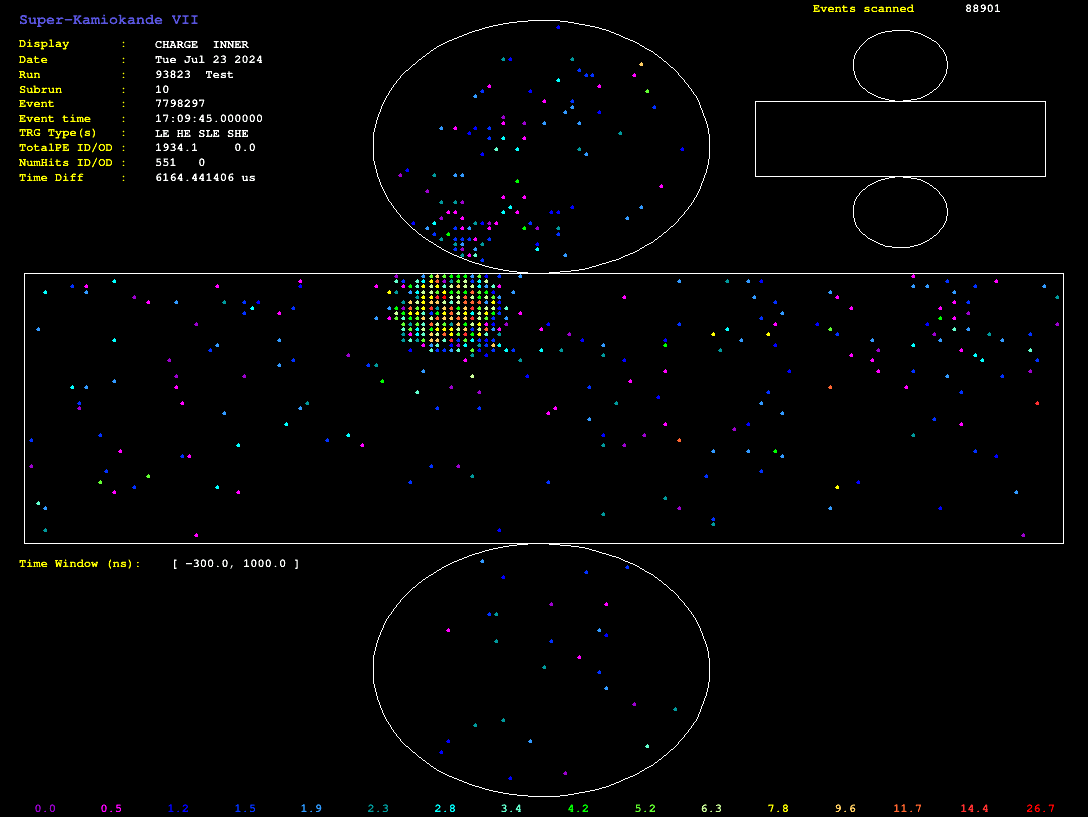 Super-Kamiokande VII
Events scanned 88901
Display : CHARGE INNER
Date : Tue Jul 23 2024
Run : 93823 Test
Subrun : 10
Event : 7798297
Event time : 17:09:45.000000
TRG Type(s) : LE HE SLE SHE
TotalPE ID/OD : 1934.1 0.0
NumHits ID/OD : 551 0
Time Diff : 6164.441406 us
Time Window (ns): [ -300.0, 1000.0 ]
0.0 0.5 1.2 1.5 1.9 2.3 2.8 3.4 4.2 5.2 6.3 7.8 9.6 11.7 14.4 26.7